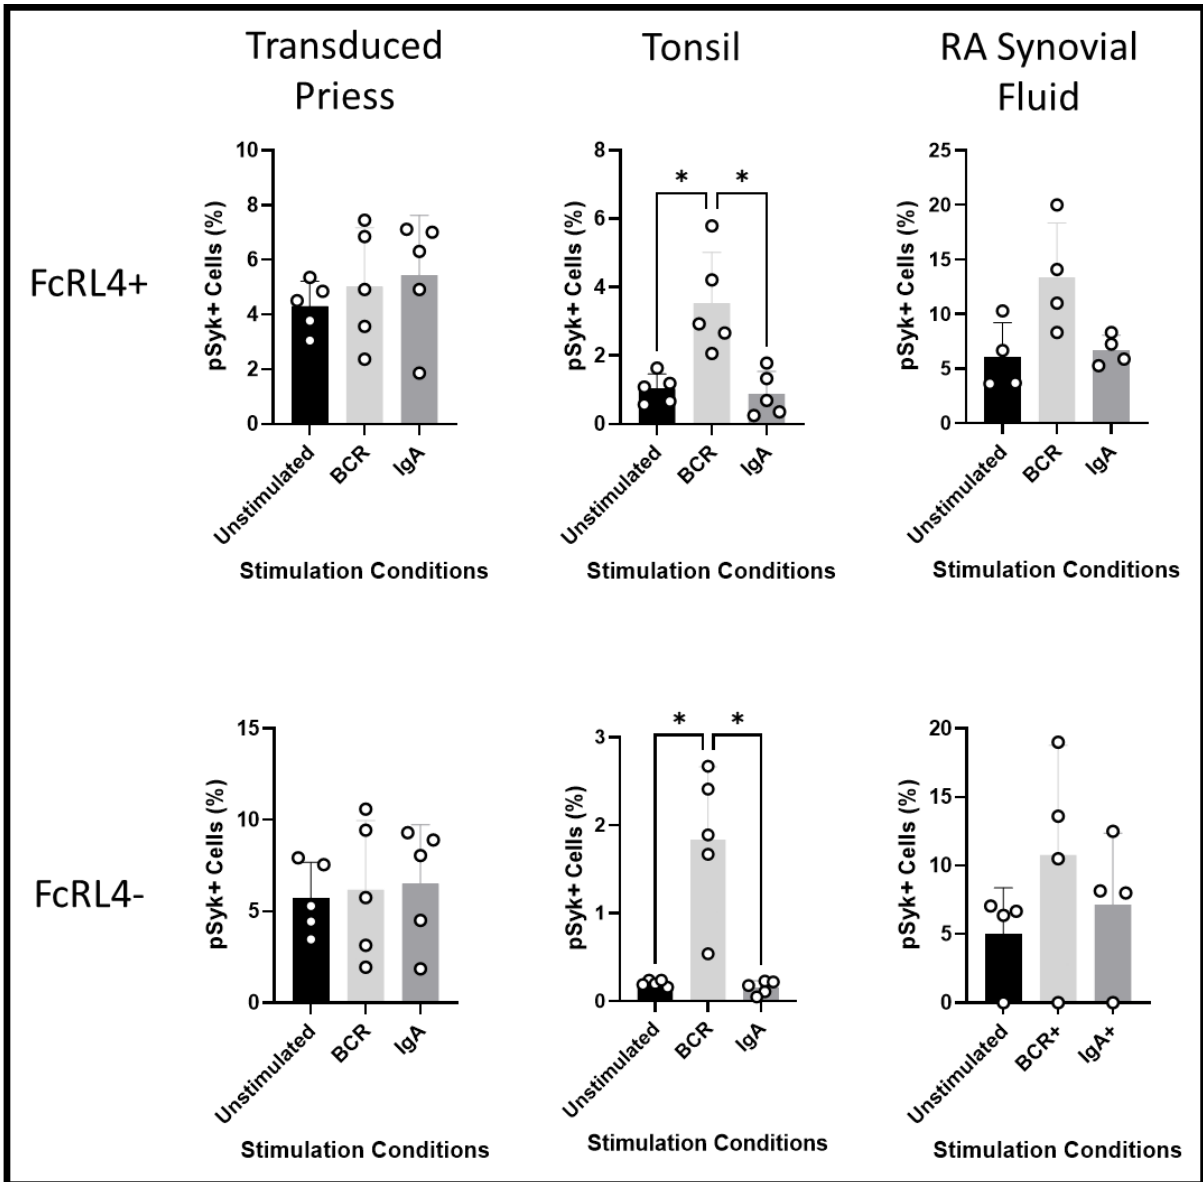 Transduced
Priess
Tonsil
RA Synovial
Fluid
FcRL4+
pSyk+ Cells (%)
10
8
6
4
2
0
Unstimulated
BCR
IgA
Stimulation Conditions
pSyk+ Cells (%)
8
6
4
2
0
* *
Unstimulated
BCR
IgA
Stimulation Conditions
pSyk+ Cells (%)
25
20
15
10
5
0
Unstimulated
BCR
IgA
Stimulation Conditions
FcRL4-
pSyk+ Cells (%)
15
10
5
0
Unstimulated
BCR
IgA
Stimulation Conditions
pSyk+ Cells (%)
3
2
1
0
* *
Unstimulated
BCR
IgA
Stimulation Conditions
pSyk+ Cells (%)
20
15
10
5
0
Unstimulated
BCR+
IgA+
Stimulation Conditions